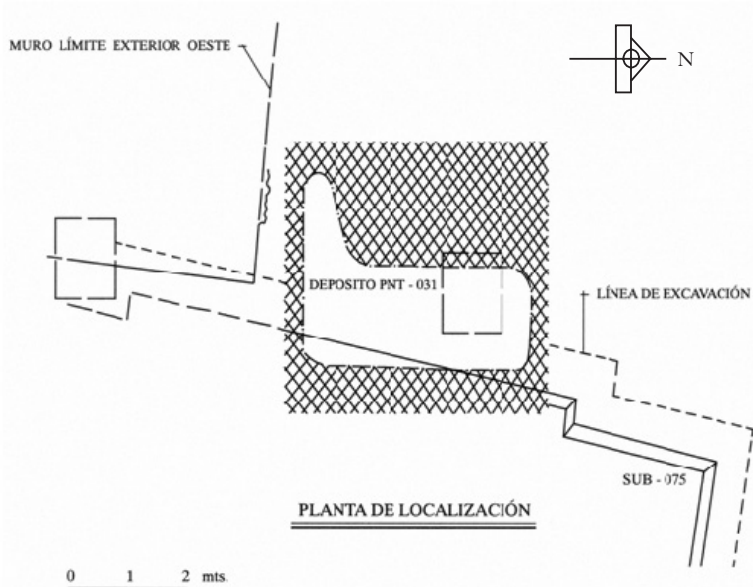 MURO LÍMITE EXTERIOR OESTE
N
DEPOSITO PNT - 031
LÍNEA DE EXCAVACIÓN
SUB - 075
PLANTA DE LOCALIZACIÓN
0 1 2 mts.